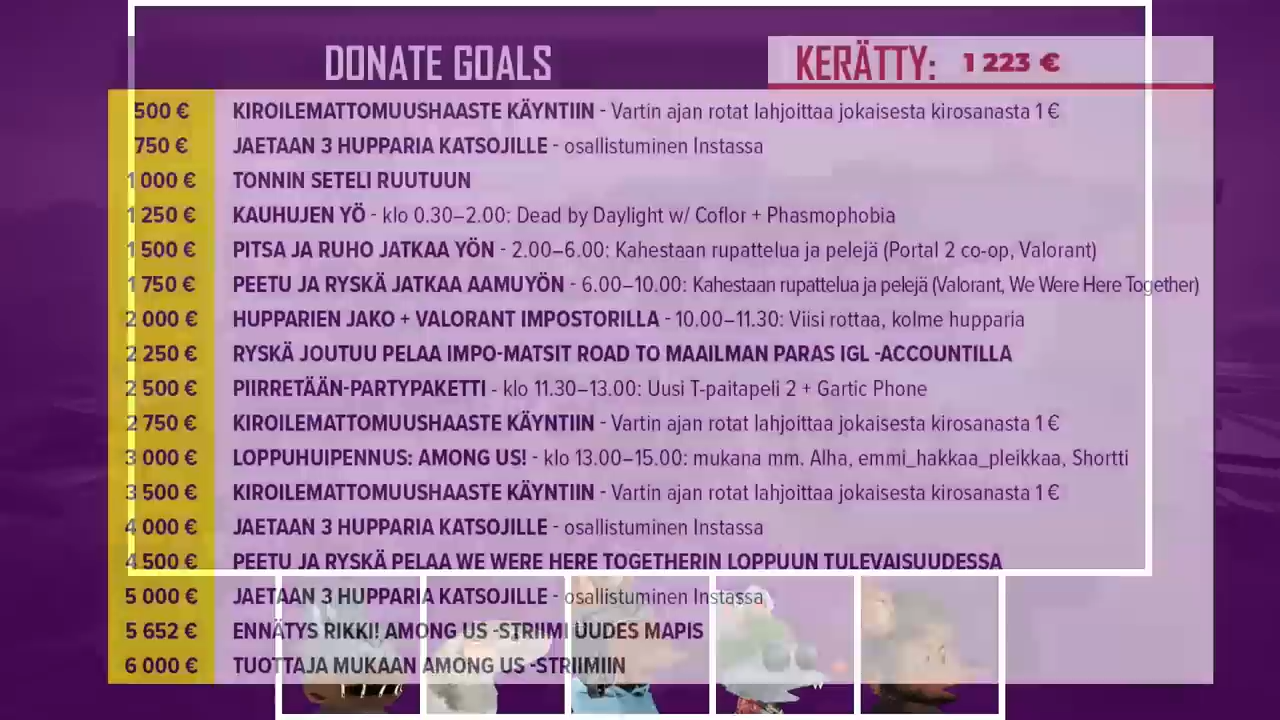 DONATE GOALS
KERÄTTY: 1 223 €
500 € KIROILEMATTOMUUSHAASTE KÄYNTIIN - Vartin ajan rotat lahjoittaa jokaisesta kirosanasta 1 €
750 € JAETAAN 3 HUPPARIA KATSOJILLE - osallistuminen Instassa
1 000 € TONNIN SETELI RUUTUUN
1 250 € KAUHUJEN YÖ - klo 0.30–2.00: Dead by Daylight w/ Coflor + Phasmophobia
1 500 € PITSA JA RUHO JATKAA YÖN - 2.00–6.00: Kahestaan rupattelua ja pelejä (Portal 2 co-op, Valorant)
1 750 € PEETU JA RYSKÄ JATKAA AAMUYÖN - 6.00–10.00: Kahestaan rupattelua ja pelejä (Valorant, We Were Here Together)
2 000 € HUPPARIEN JAKO + VALORANT IMPOSTORILLA - 10.00–11.30: Viisi rottaa, kolme hupparia
2 250 € RYSKÄ JOUTUU PELAA IMPO-MATSIT ROAD TO MAAILMAN PARAS IGL -ACCOUNTILLA
2 500 € PIIRRETÄÄN-PARTYPAKETTI - klo 11.30–13.00: Uusi T-paitapeli 2 + Gartic Phone
2 750 € KIROILEMATTOMUUSHAASTE KÄYNTIIN - Vartin ajan rotat lahjoittaa jokaisesta kirosanasta 1 €
3 000 € LOPPUHUIPENNUS: AMONG US! - klo 13.00–15.00: mukana mm. Alha, emmi_hakkaa_pleikkaa, Shortti
3 500 € KIROILEMATTOMUUSHAASTE KÄYNTIIN - Vartin ajan rotat lahjoittaa jokaisesta kirosanasta 1 €
4 000 € JAETAAN 3 HUPPARIA KATSOJILLE - osallistuminen Instassa
4 500 € PEETU JA RYSKÄ PELAA WE WERE HERE TOGETHERIN LOPPUUN TULEVAISUUDESSA
5 000 € JAETAAN 3 HUPPARIA KATSOJILLE - osallistuminen Instassa
5 652 € ENNÄTYS RIKKI! AMONG US -STRIIMI UUDES MAPIS
6 000 € TUOTTAJA MUKAAN AMONG US -STRIIMIIN